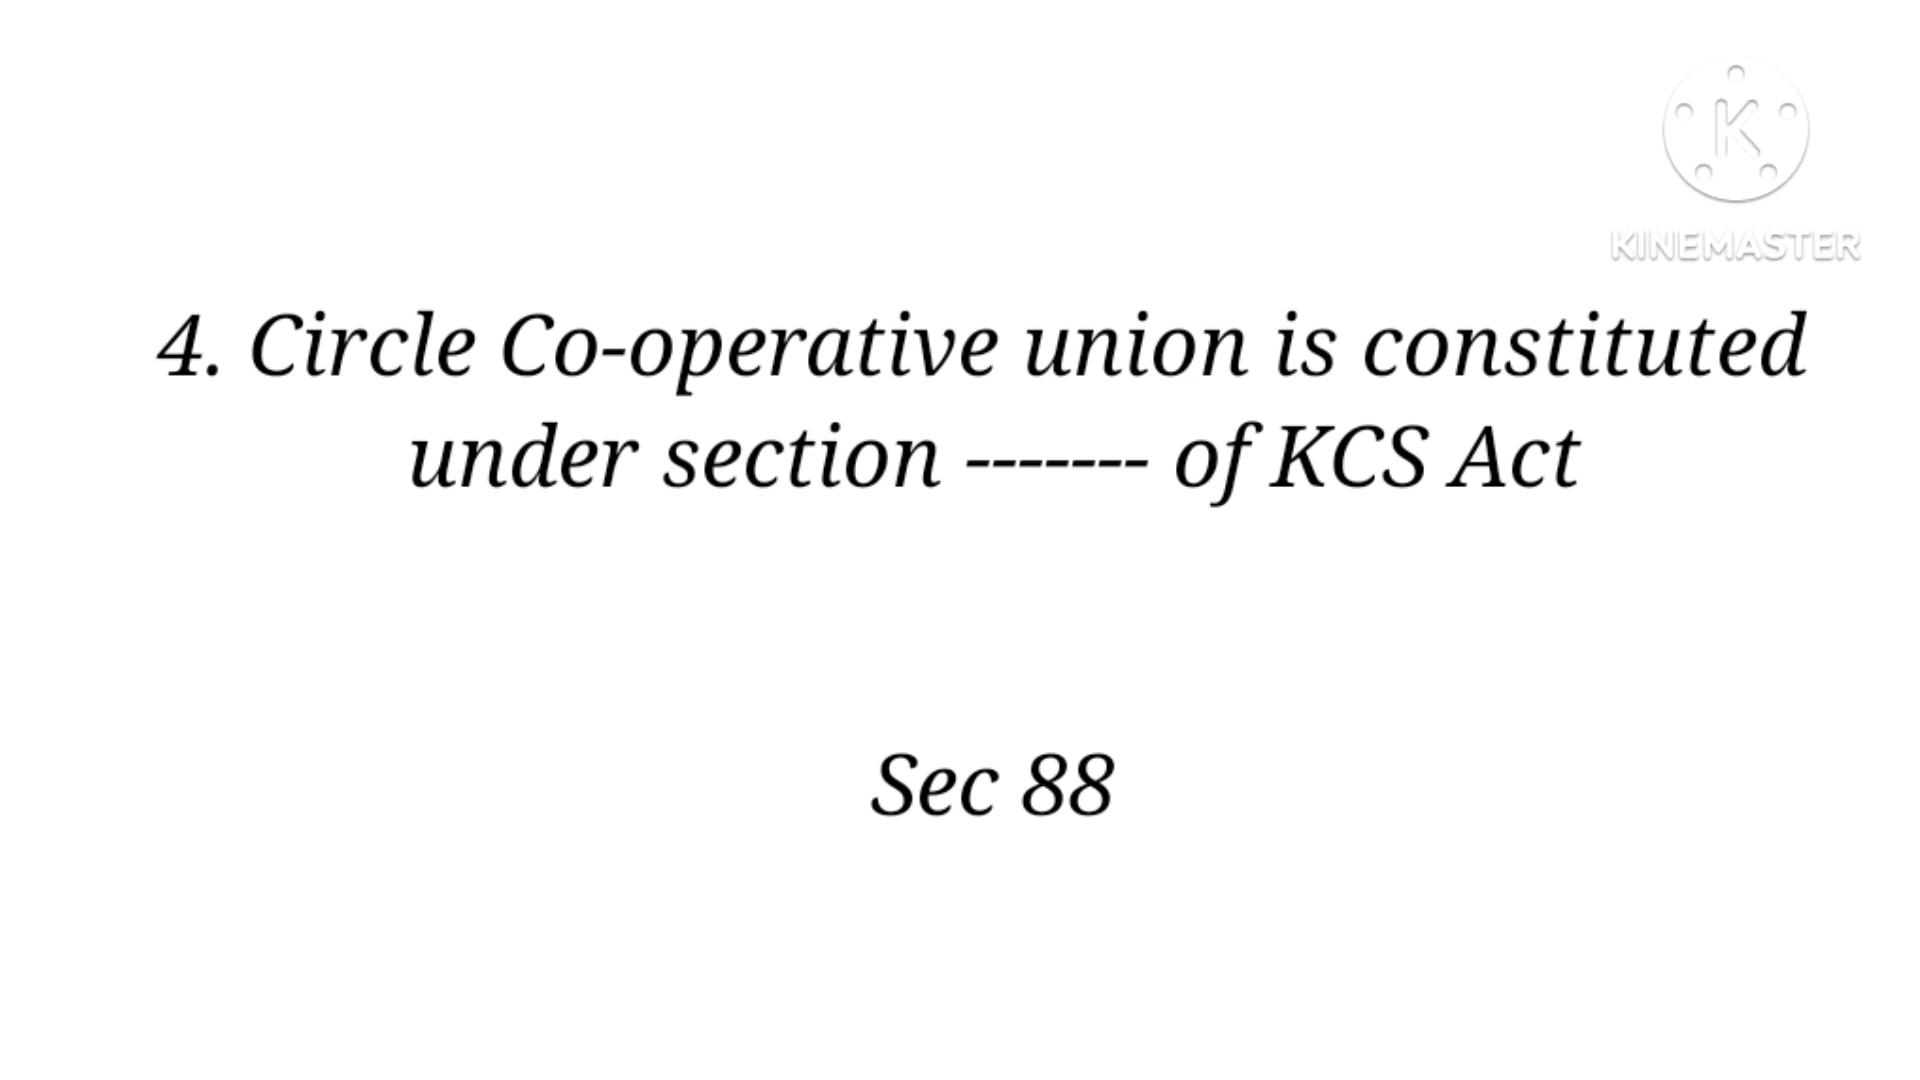 K
KINEMASTER
4. Circle Co-operative union is constituted
under section ------- of KCS Act
Sec 88